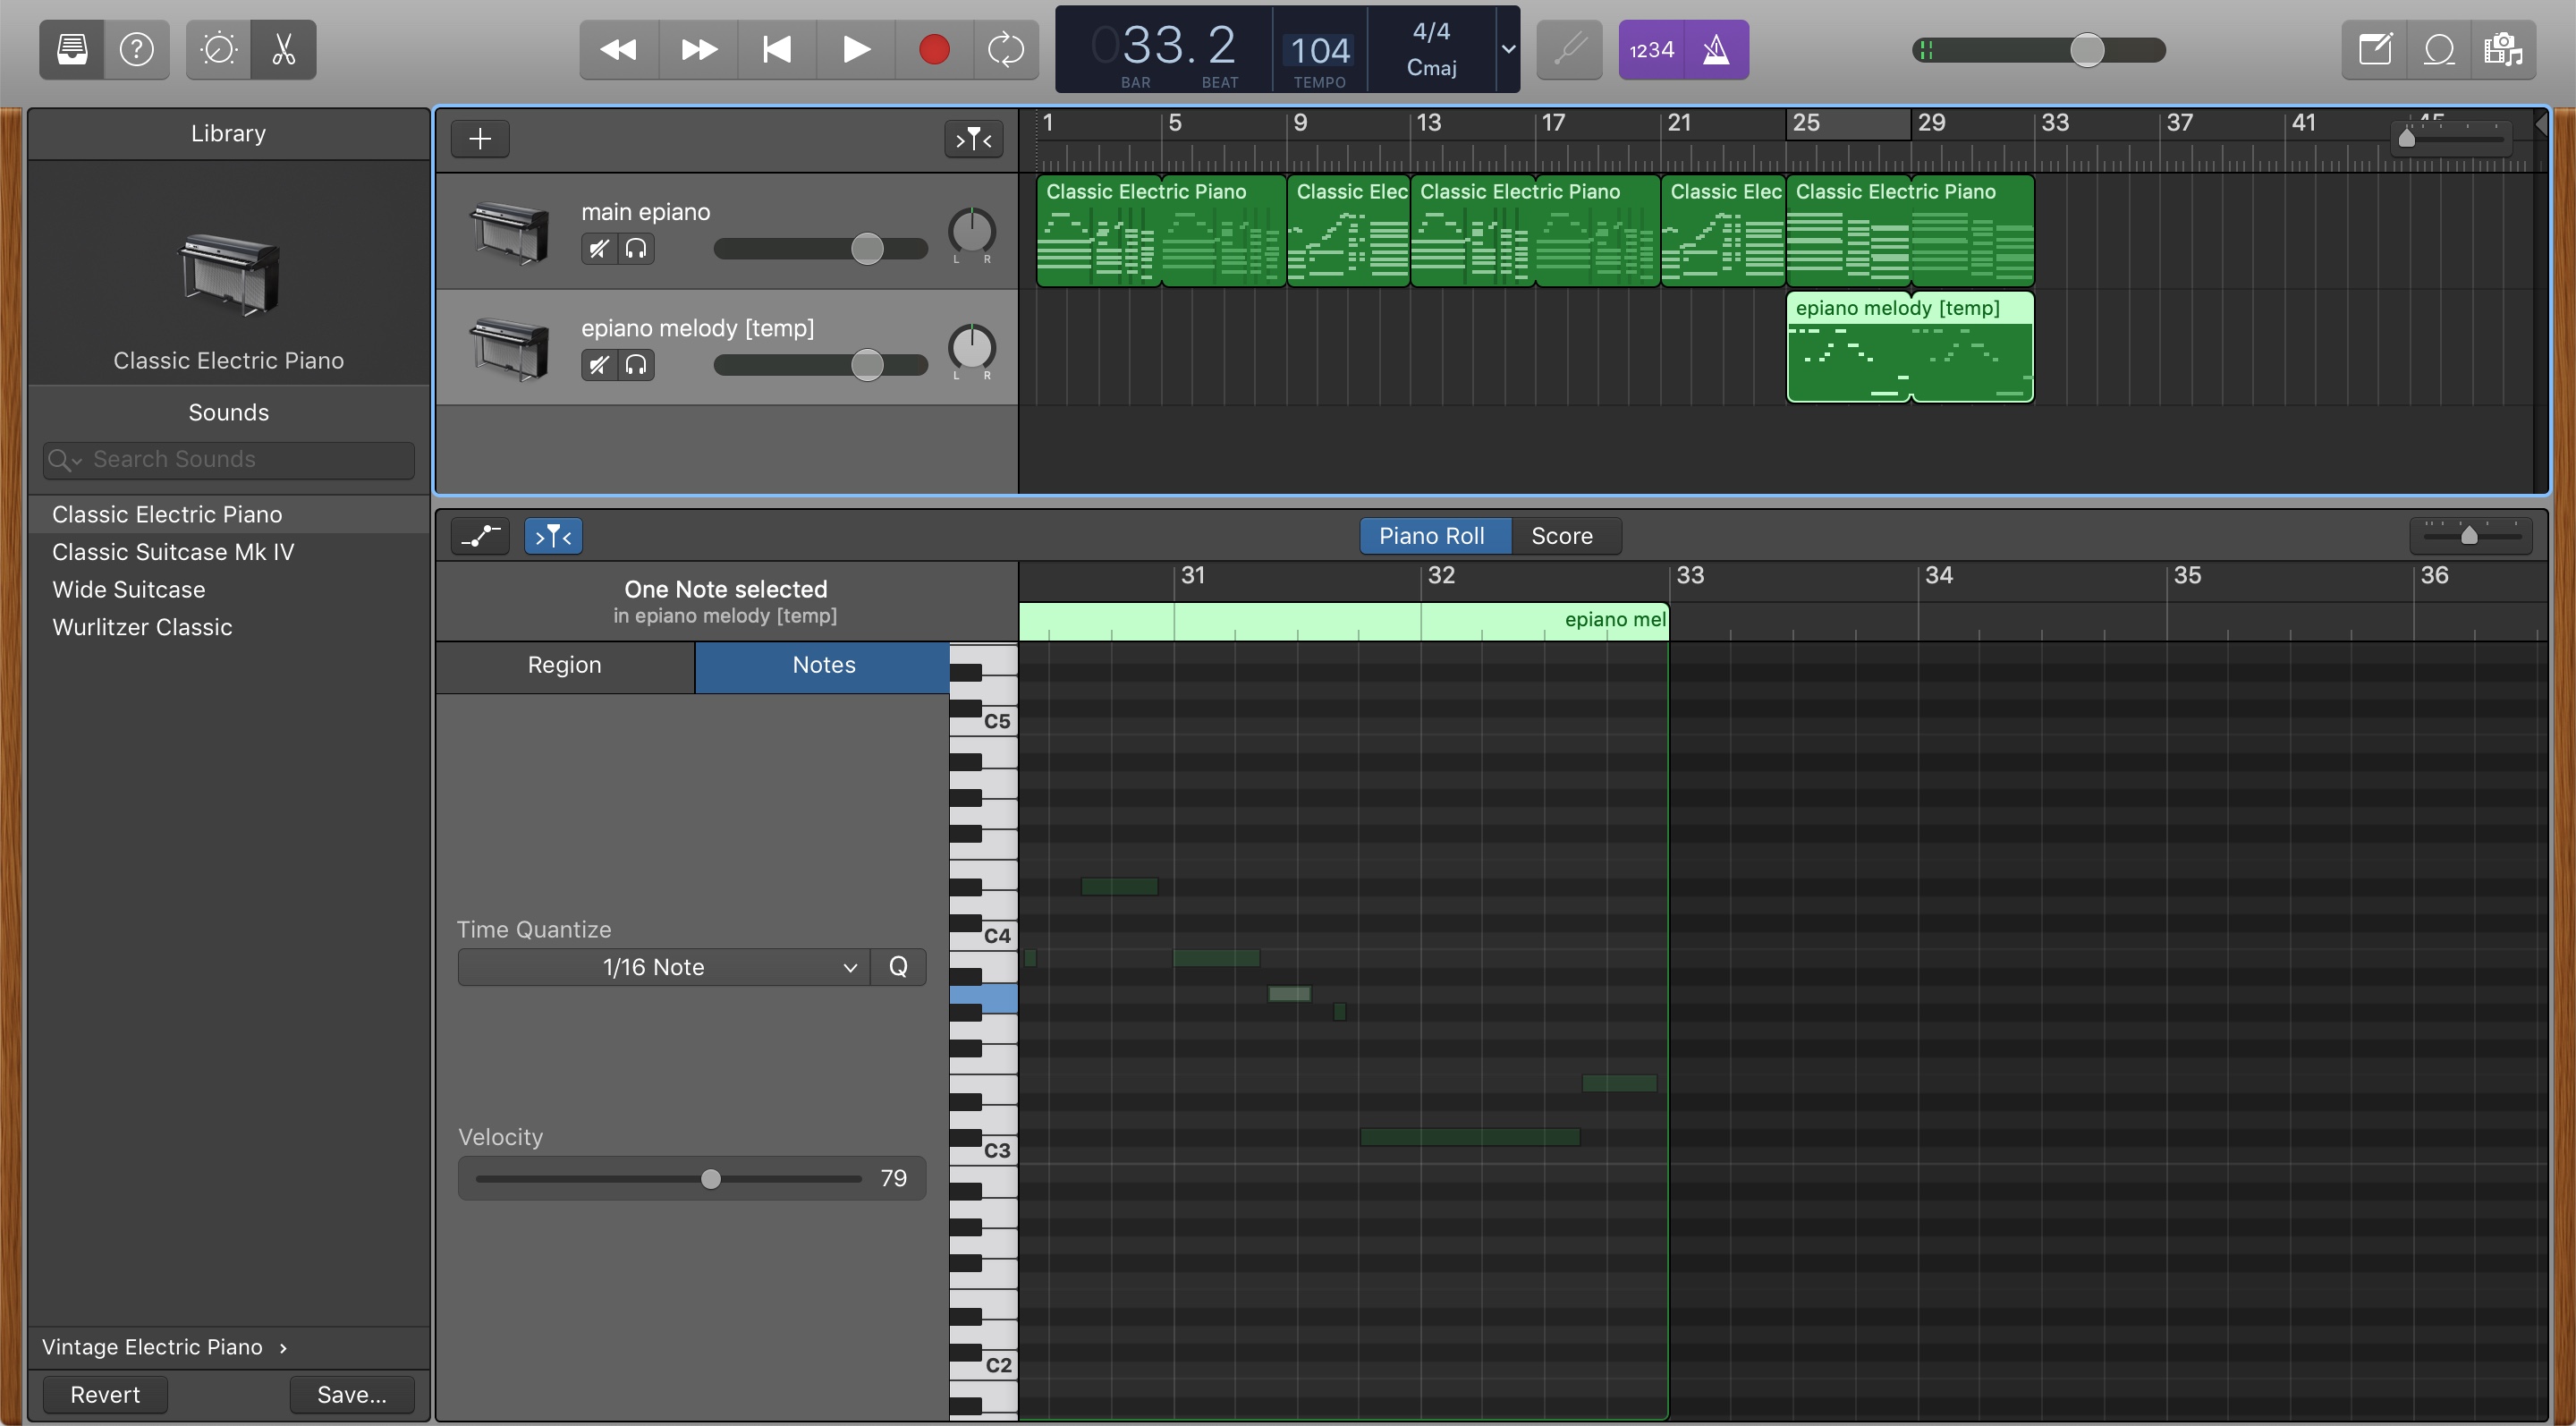 033. 2
BAR BEAT
104
TEMPO
4/4
Cmaj
1234
Library
Classic Electric Piano
Sounds
Search Sounds
Classic Electric Piano
Classic Suitcase Mk IV
Wide Suitcase
Wurlitzer Classic
Vintage Electric Piano
Revert
Save...
1 5 9 13 17 21 25 29 33 37 41 45
main epiano
L R
Classic Electric Piano
Classic Elec
Classic Electric Piano
Classic Elec
Classic Electric Piano
epiano melody [temp]
L R
epiano melody [temp]
Piano Roll
Score
One Note selected
in epiano melody [temp]
31 32 33 34 35 36
epiano mel
Region
Notes
Time Quantize
1/16 Note
Q
Velocity
79
C5
C4
C3
C2